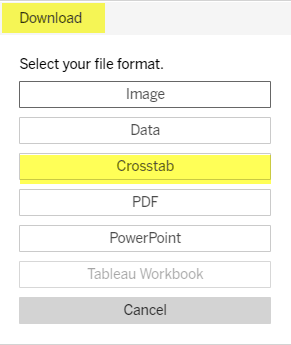 Download
Select your file format.
Image
Data
Crosstab
PDF
PowerPoint
Tableau Workbook
Cancel